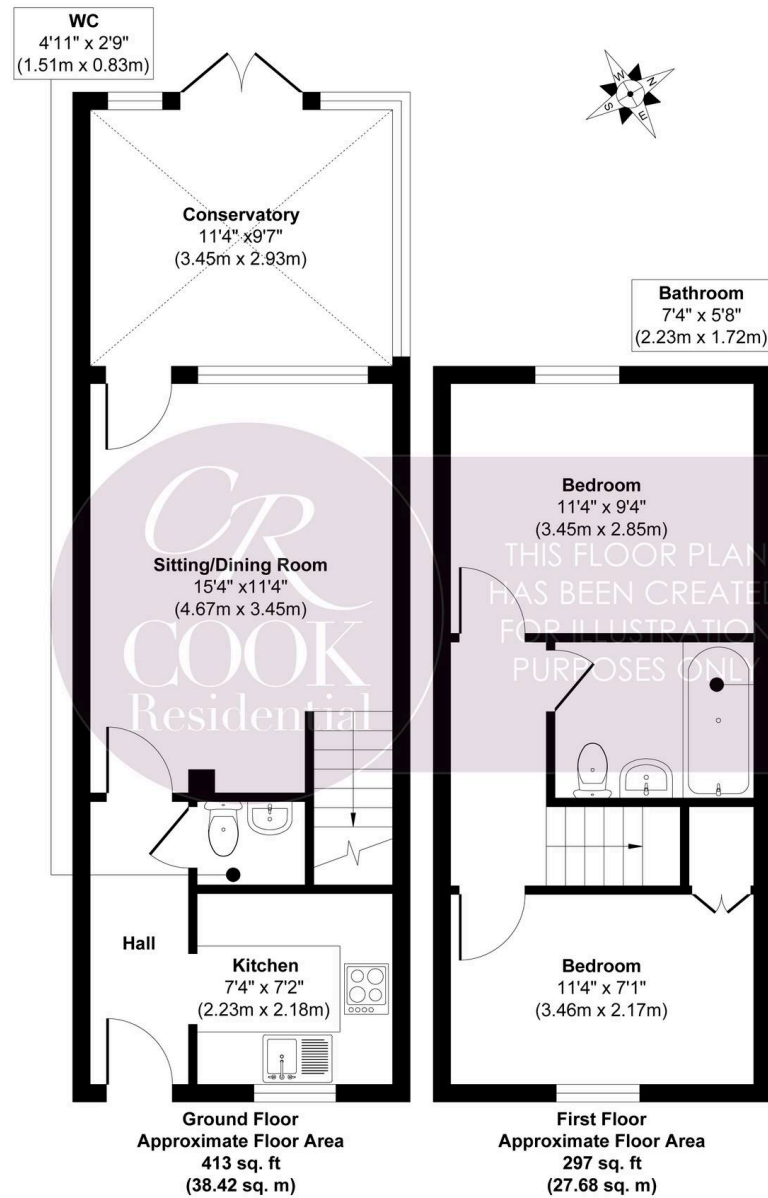 WC
4'11" x 2'9"
(1.51m x 0.83m)
W
N
S
E
Conservatory
11'4" x9'7"
(3.45m x 2.93m)
Bathroom
7'4" x 5'8"
(2.23m x 1.72m)
Sitting/Dining Room
15'4" x11'4"
(4.67m x 3.45m)
CR
COOK
Residential
Bedroom
11'4" x 9'4"
(3.45m x 2.85m)
THIS FLOOR PLAN
HAS BEEN CREATED
FOR ILLUSTRATION
PURPOSES ONLY
Hall
Kitchen
7'4" x 7'2"
(2.23m x 2.18m)
Bedroom
11'4" x 7'1"
(3.46m x 2.17m)
Ground Floor
Approximate Floor Area
413 sq. ft
(38.42 sq. m)
First Floor
Approximate Floor Area
297 sq. ft
(27.68 sq. m)